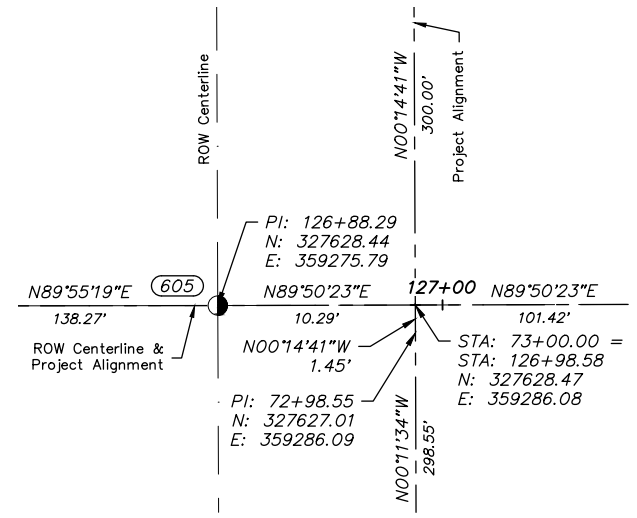 ROW Centerline
N00°14'41"W
300.00'
Project Alignment
PI: 126+88.29
N: 327628.44
E: 359275.79
N89°55'19"E
605
N89°50'23"E
127+00
N89°50'23"E
138.27'
10.29'
101.42'
ROW Centerline &
Project Alignment
N00°14'41"W
1.45'
STA: 73+00.00 =
STA: 126+98.58
N: 327628.47
E: 359286.08
PI: 72+98.55
N: 327627.01
E: 359286.09
N00°11'34"W
298.55'